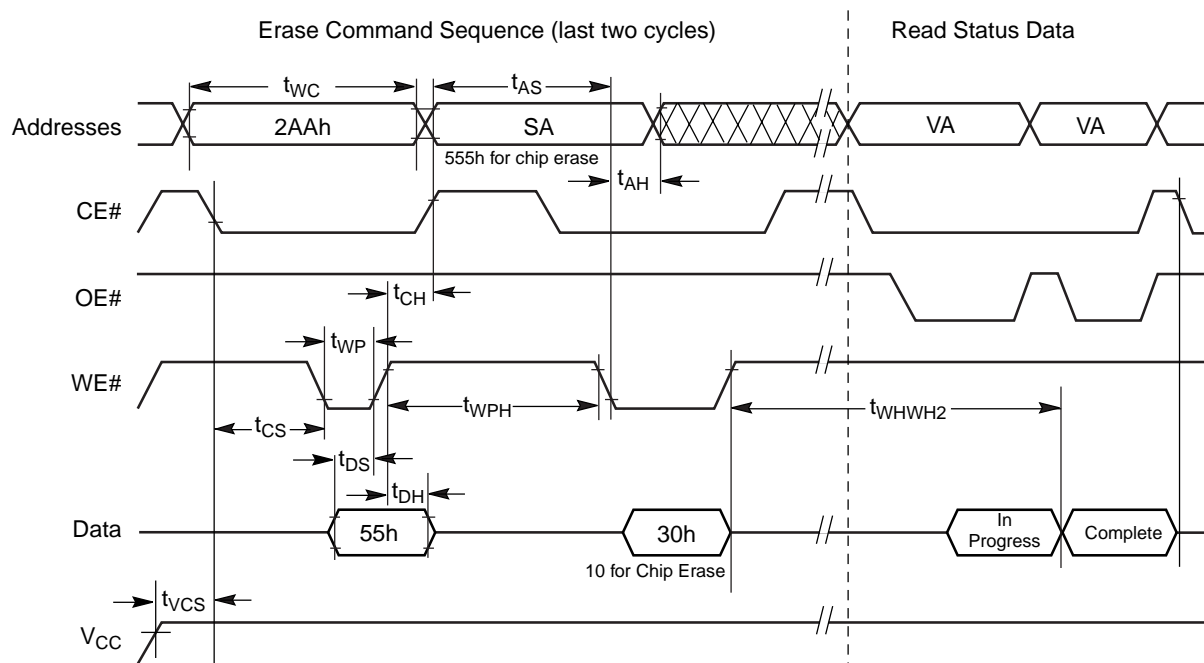 Erase Command Sequence (last two cycles)
Read Status Data
tWC
tAS
Addresses
2AAh
SA
VA
VA
555h for chip erase
tAH
CE#
OE#
tCH
tWP
WE#
tWPH
tWHWH2
tCS
tDS
tDH
Data
55h
30h
In
Progress
Complete
10 for Chip Erase
tVCS
VCC